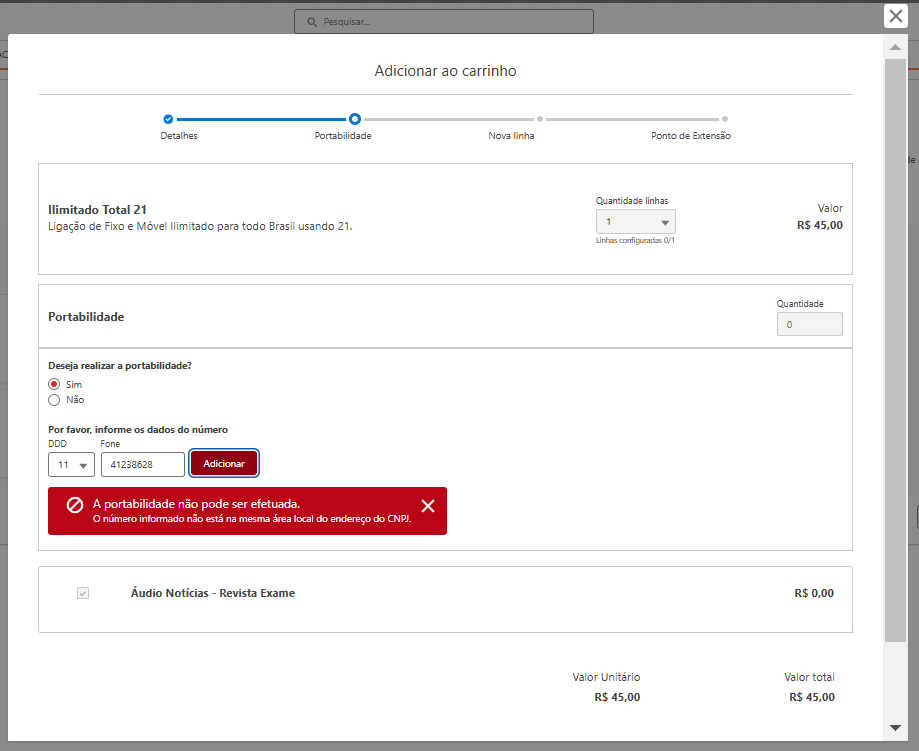 Pesquisar...
Adicionar ao carrinho
Detalhes
Portabilidade
Nova linha
Ponto de Extensão
Ilimitado Total 21
Ligação de Fixo e Móvel Ilimitado para todo Brasil usando 21.
Quantidade linhas
1
Linhas configuradas 0/1
Valor
R$ 45,00
Portabilidade
Quantidade
0
Deseja realizar a portabilidade?
Sim
Não
Por favor, informe os dados do número
DDD Fone
11 41238628 Adicionar
A portabilidade não pode ser efetuada.
O número informado não está na mesma área local do endereço do CNPJ.
Áudio Notícias - Revista Exame R$ 0,00
Valor Unitário Valor total
R$ 45,00 R$ 45,00